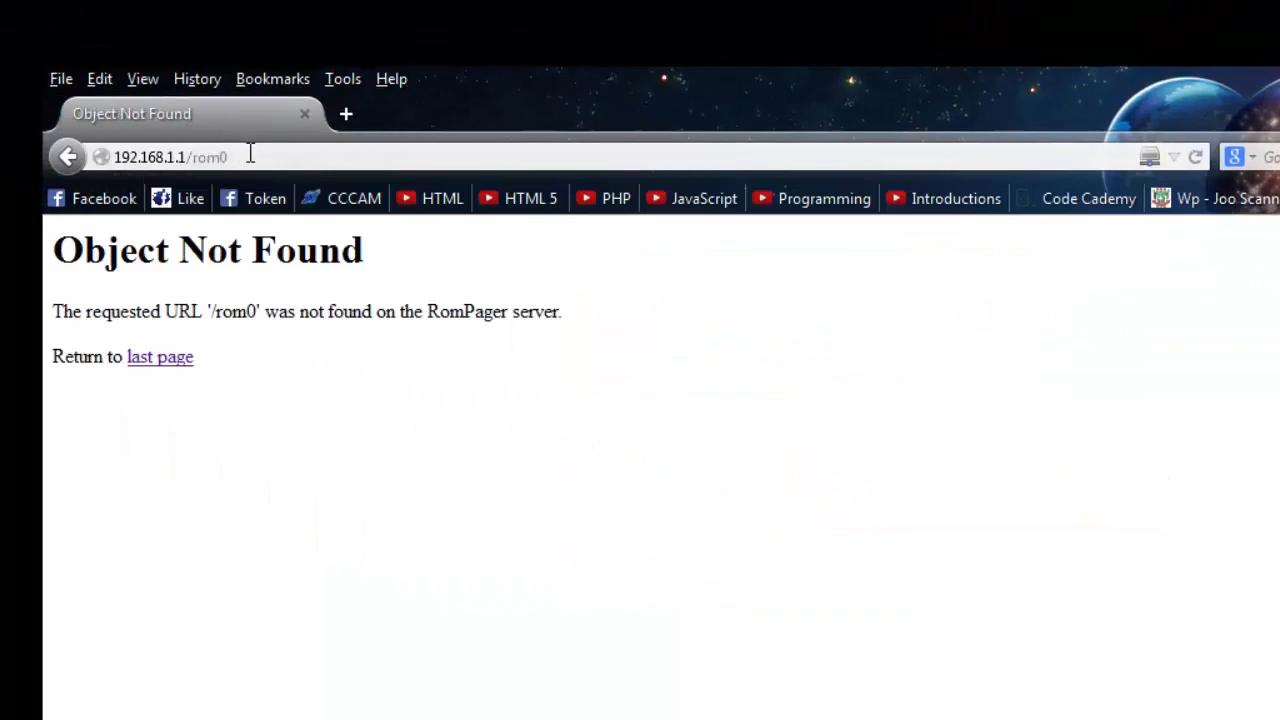 File Edit View History Bookmarks Tools Help
Object Not Found
192.168.1.1/rom0
Facebook Like Token CCCAM HTML HTML 5 PHP JavaScript Programming Introductions Code Cademy Wp - Joo Scann
Object Not Found
The requested URL '/rom0' was not found on the RomPager server.
Return to last page